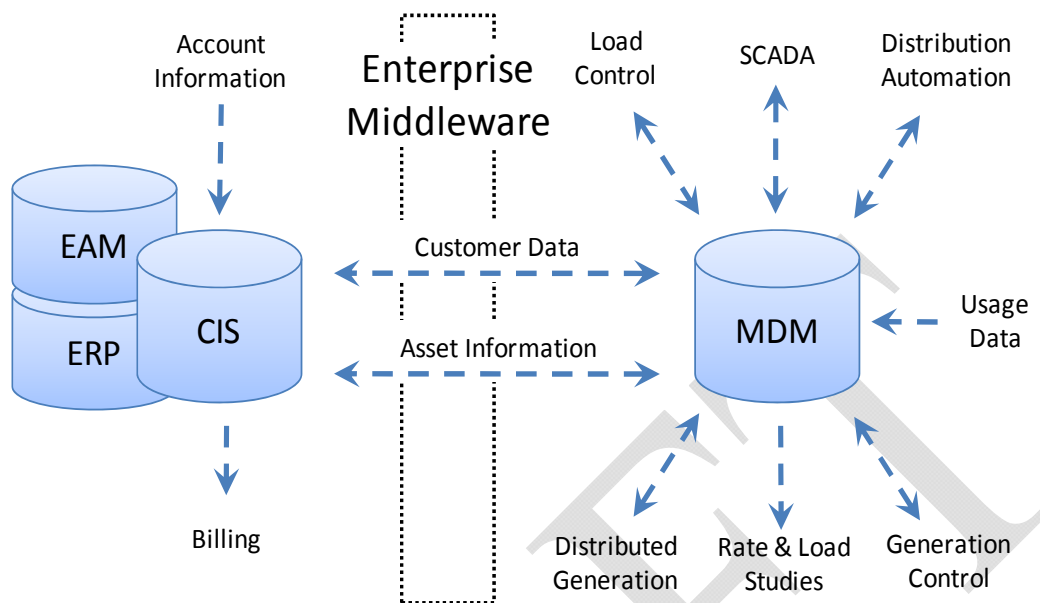 Account
Information
Enterprise
Middleware
Load
Control
SCADA
Distribution
Automation
EAM
ERP
CIS
Customer Data
Asset Information
MDM
Usage
Data
Billing
Distributed
Generation
Rate & Load
Studies
Generation
Control